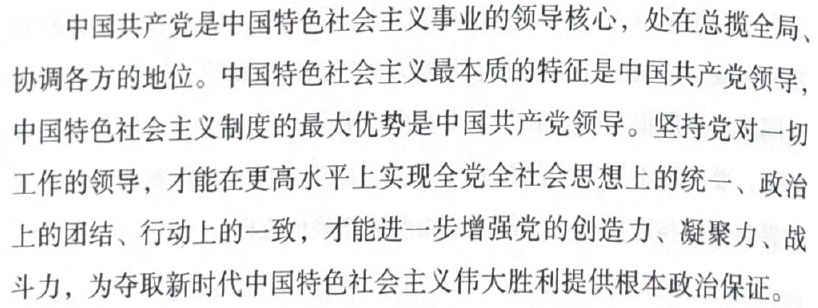 中国共产党是中国特色社会主义事业的领导核心，处在总揽全局、
协调各方的地位。中国特色社会主义最本质的特征是中国共产党领导，
中国特色社会主义制度的最大优势是中国共产党领导。坚持党对一切
工作的领导，才能在更高水平上实现全党全社会思想上的统一、政治
上的团结、行动上的一致，才能进一步增强党的创造力、凝聚力、战
斗力，为夺取新时代中国特色社会主义伟大胜利提供根本政治保证。